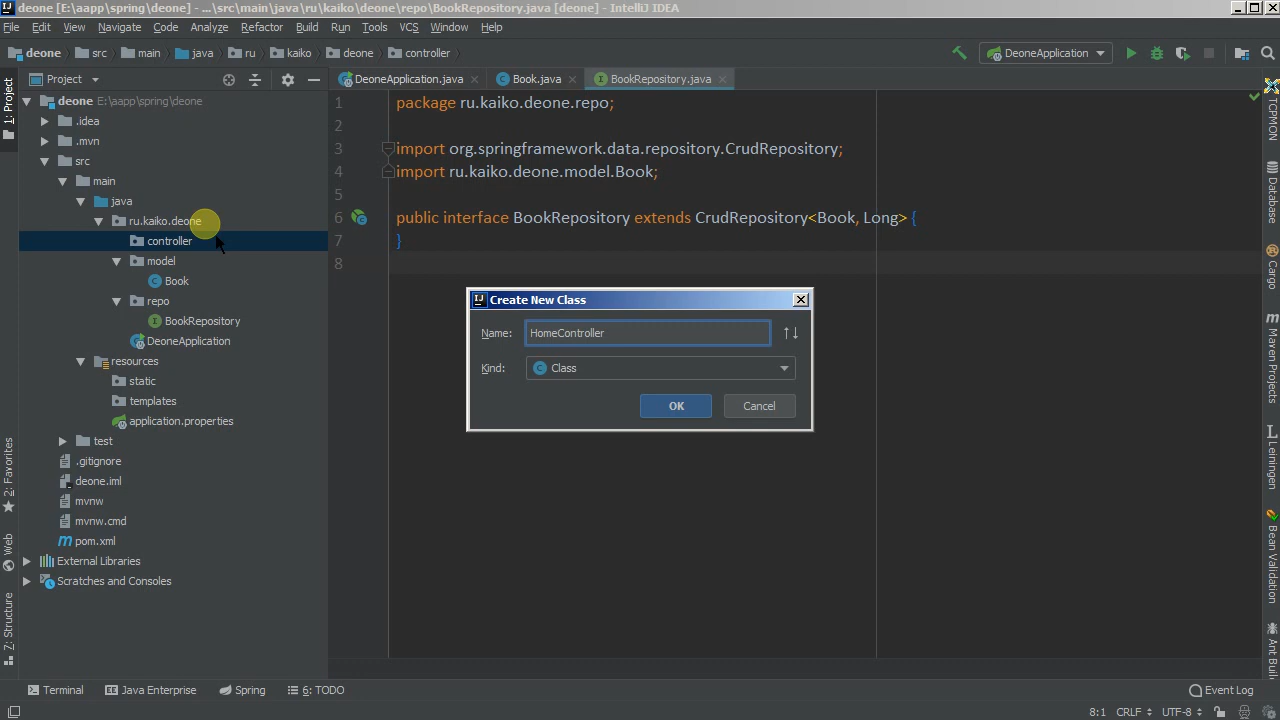 deone [E:\aapp\spring\deone] - ...\src\main\java\ru\kaiko\deone\repo\BookRepository.java [deone] - IntelliJ IDEA
File Edit View Navigate Code Analyze Refactor Build Run Tools VCS Window Help
deone src main java ru kaiko deone controller DeoneApplication
Project
DeoneApplication.java Book.java BookRepository.java
1: Project
2: Favorites
Web
7: Structure
deone E:\aapp\spring\deone
.idea
.mvn
src
main
java
ru.kaiko.deone
controller
model
Book
repo
BookRepository
DeoneApplication
resources
static
templates
application.properties
test
.gitignore
deone.iml
mvnw
mvnw.cmd
pom.xml
External Libraries
Scratches and Consoles
1 package ru.kaiko.deone.repo;
2
3 import org.springframework.data.repository.CrudRepository;
4 import ru.kaiko.deone.model.Book;
5
6 public interface BookRepository extends CrudRepository<Book, Long> {
7 }
8
Create New Class
Name: HomeController
Kind: Class
OK Cancel
TCPMON
Database
Cargo
Maven Projects
Leiningen
Bean Validation
Ant Build
Terminal Java Enterprise Spring 6: TODO Event Log
8:1 CRLF UTF-8